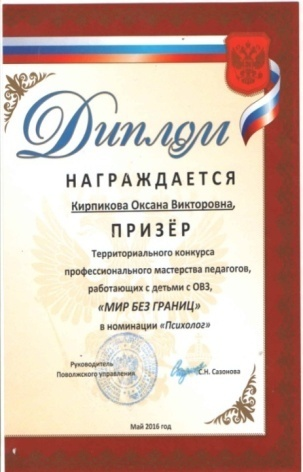 Диплом
НАГРАЖДАЕТСЯ
Кирпикова Оксана Викторовна,
ПРИЗЁР
Территориального конкурса
профессионального мастерства педагогов,
работающих с детьми с ОВЗ,
«МИР БЕЗ ГРАНИЦ»
в номинации «Психолог»
Руководитель
Поволжского управления
С.Н. Сазонова
Май 2016 год